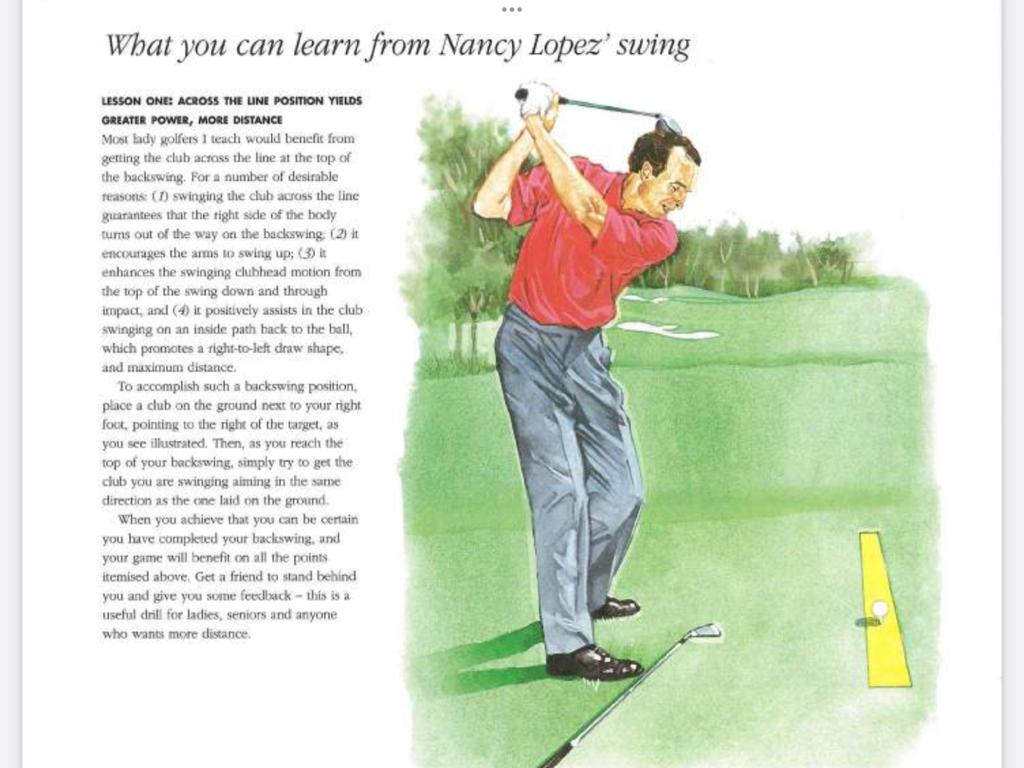 What you can learn from Nancy Lopez' swing
LESSON ONE: ACROSS THE LINE POSITION YIELDS
GREATER POWER, MORE DISTANCE
Most lady golfers I teach would benefit from
getting the club across the line at the top of
the backswing. For a number of desirable
reasons: (1) swinging the club across the line
guarantees that the right side of the body
turns out of the way on the backswing; (2) it
encourages the arms to swing up; (3) it
enhances the swinging clubhead motion from
the top of the swing down and through
impact, and (4) it positively assists in the club
swinging on an inside path back to the ball,
which promotes a right-to-left draw shape,
and maximum distance.
To accomplish such a backswing position,
place a club on the ground next to your right
foot, pointing to the right of the target, as
you see illustrated. Then, as you reach the
top of your backswing, simply try to get the
club you are swinging aiming in the same
direction as the one laid on the ground.
When you achieve that you can be certain
you have completed your backswing, and
your game will benefit on all the points
itemised above. Get a friend to stand behind
you and give you some feedback – this is a
useful drill for ladies, seniors and anyone
who wants more distance.